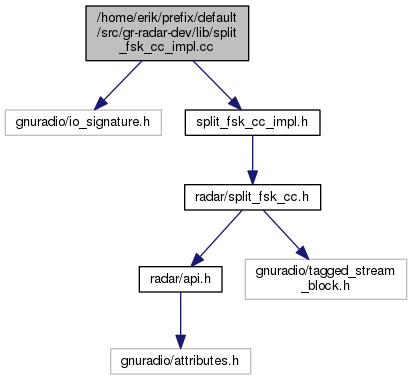 /home/erik/prefix/default
/src/gr-radar-dev/lib/split
_fsk_cc_impl.cc
gnuradio/io_signature.h
split_fsk_cc_impl.h
radar/split_fsk_cc.h
radar/api.h
gnuradio/tagged_stream
_block.h
gnuradio/attributes.h